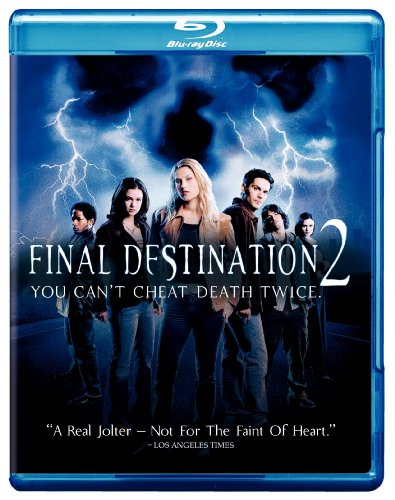 Blu-ray Disc
FINAL DESTINATION 2
YOU CAN'T CHEAT DEATH TWICE.
“A Real Jolter – Not For The Faint Of Heart.”
– LOS ANGELES TIMES